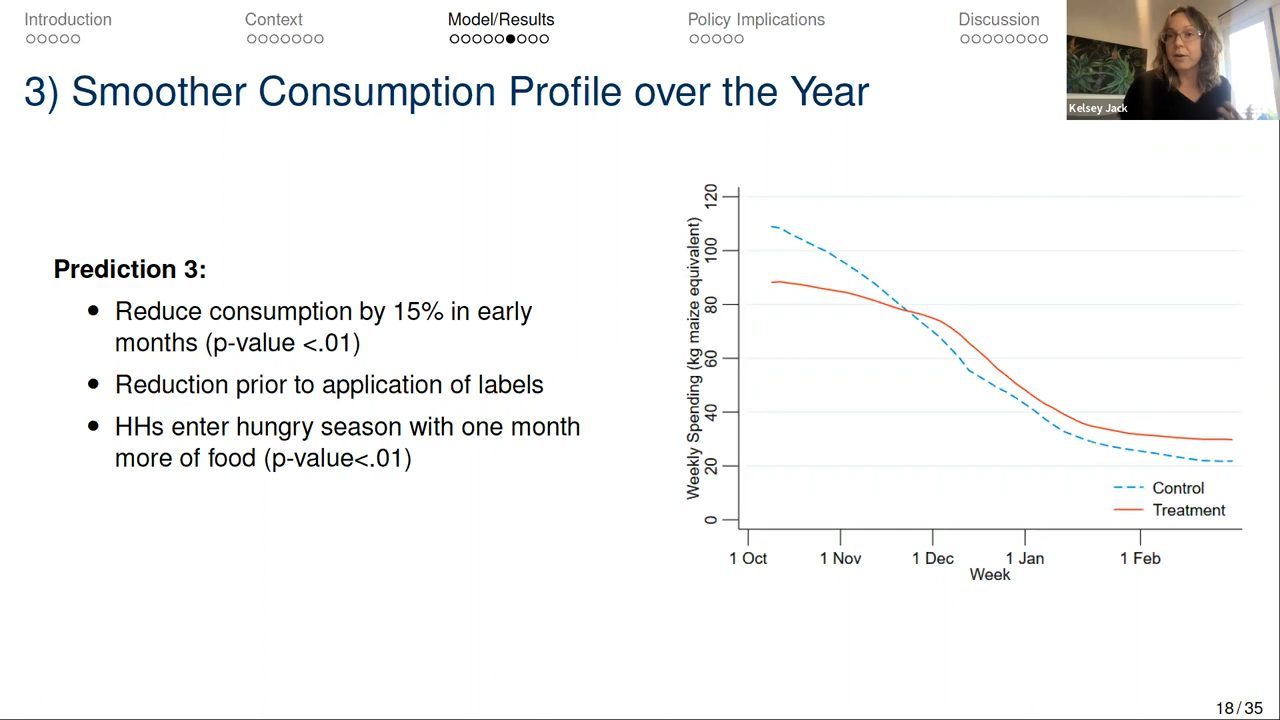 Introduction
Context
Model/Results
Policy Implications
Discussion
Kelsey Jack
3) Smoother Consumption Profile over the Year
Prediction 3:
• Reduce consumption by 15% in early
months (p-value <.01)
• Reduction prior to application of labels
• HHs enter hungry season with one month
more of food (p-value<.01)
Weekly Spending (kg maize equivalent)
120
100
80
60
40
20
0
Control
Treatment
1 Oct
1 Nov
1 Dec
1 Jan
1 Feb
Week
18 / 35